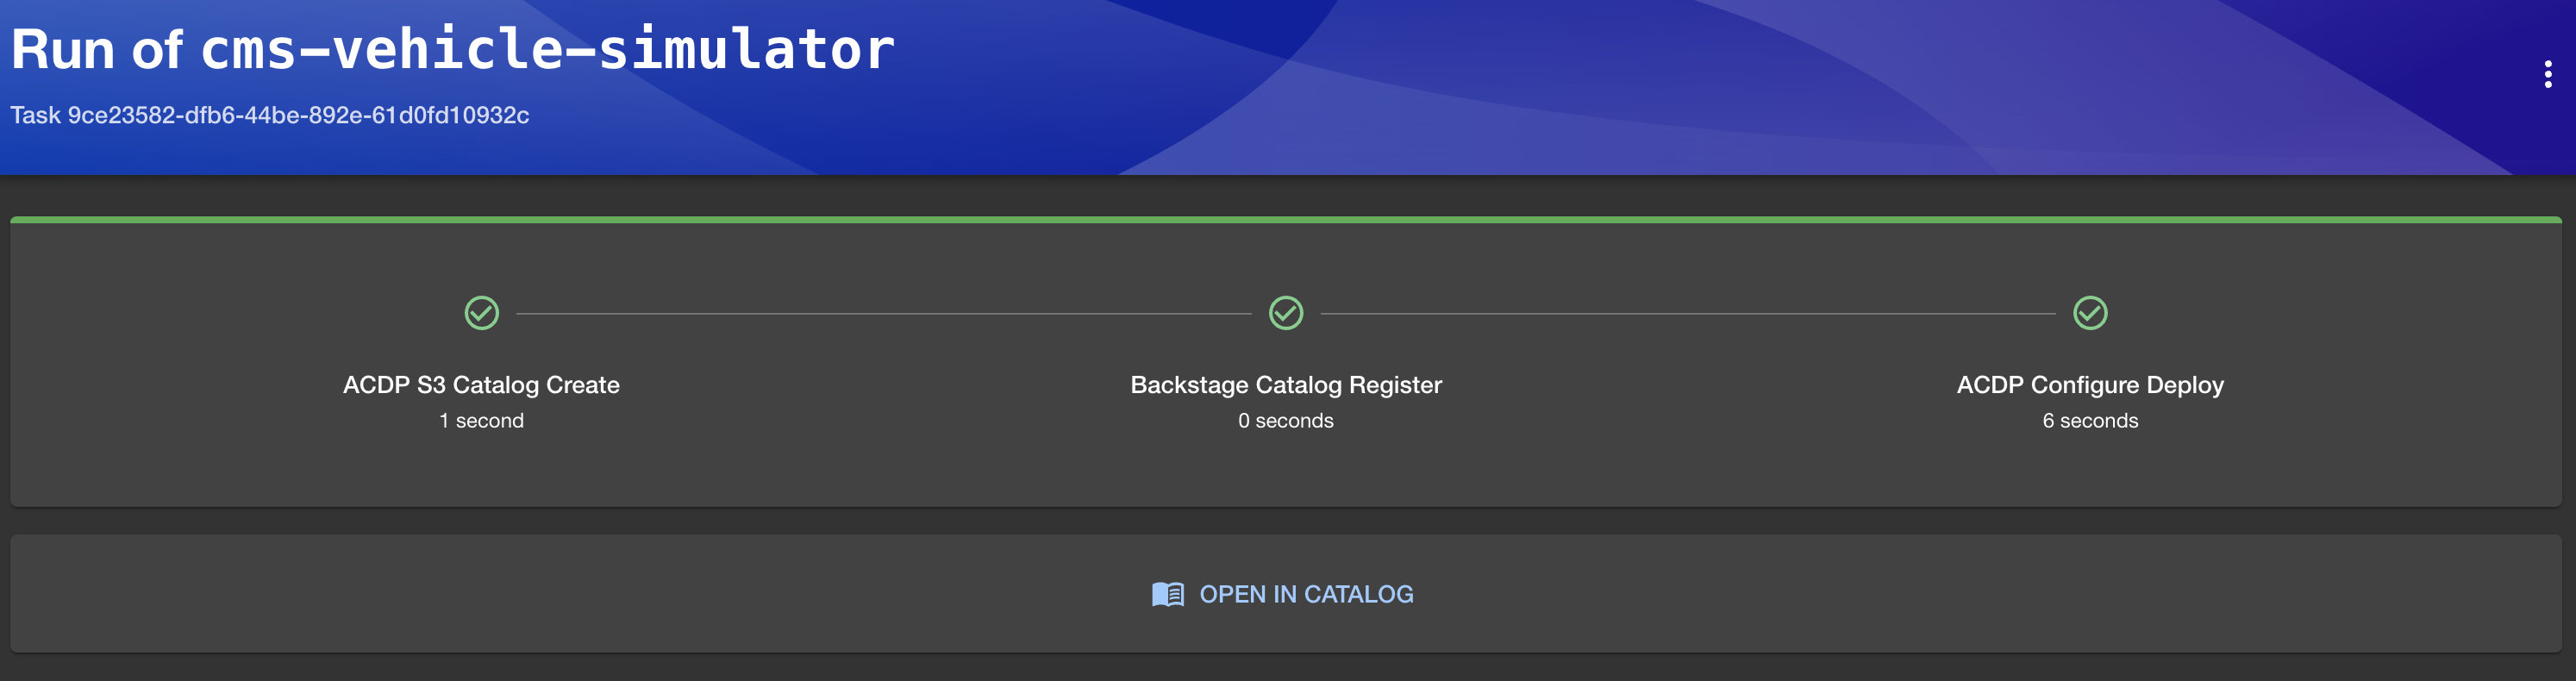 Run of cms-vehicle-simulator
Task 9ce23582-dfb6-44be-892e-61d0fd10932c
ACDP S3 Catalog Create
1 second
Backstage Catalog Register
0 seconds
ACDP Configure Deploy
6 seconds
OPEN IN CATALOG